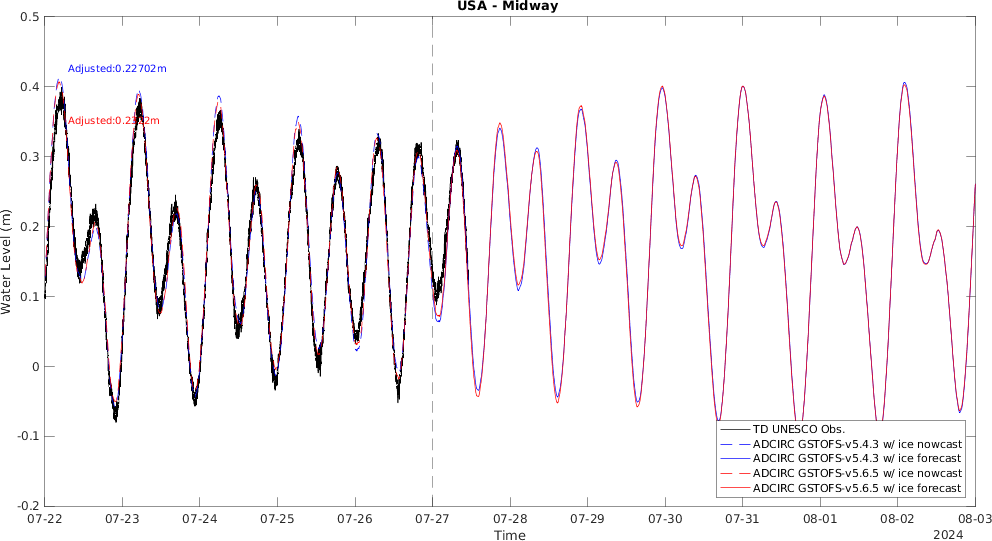 USA - Midway
0.5
0.4
0.3
0.2
0.1
0
-0.1
-0.2
Water Level (m)
Adjusted:0.22702m
TD UNESCO Obs.
ADCIRC GSTOFS-v5.4.3 w/ ice nowcast
ADCIRC GSTOFS-v5.4.3 w/ ice forecast
ADCIRC GSTOFS-v5.6.5 w/ ice nowcast
ADCIRC GSTOFS-v5.6.5 w/ ice forecast
07-22 07-23 07-24 07-25 07-26 07-27 07-28 07-29 07-30 07-31 08-01 08-02 08-03
Time
2024